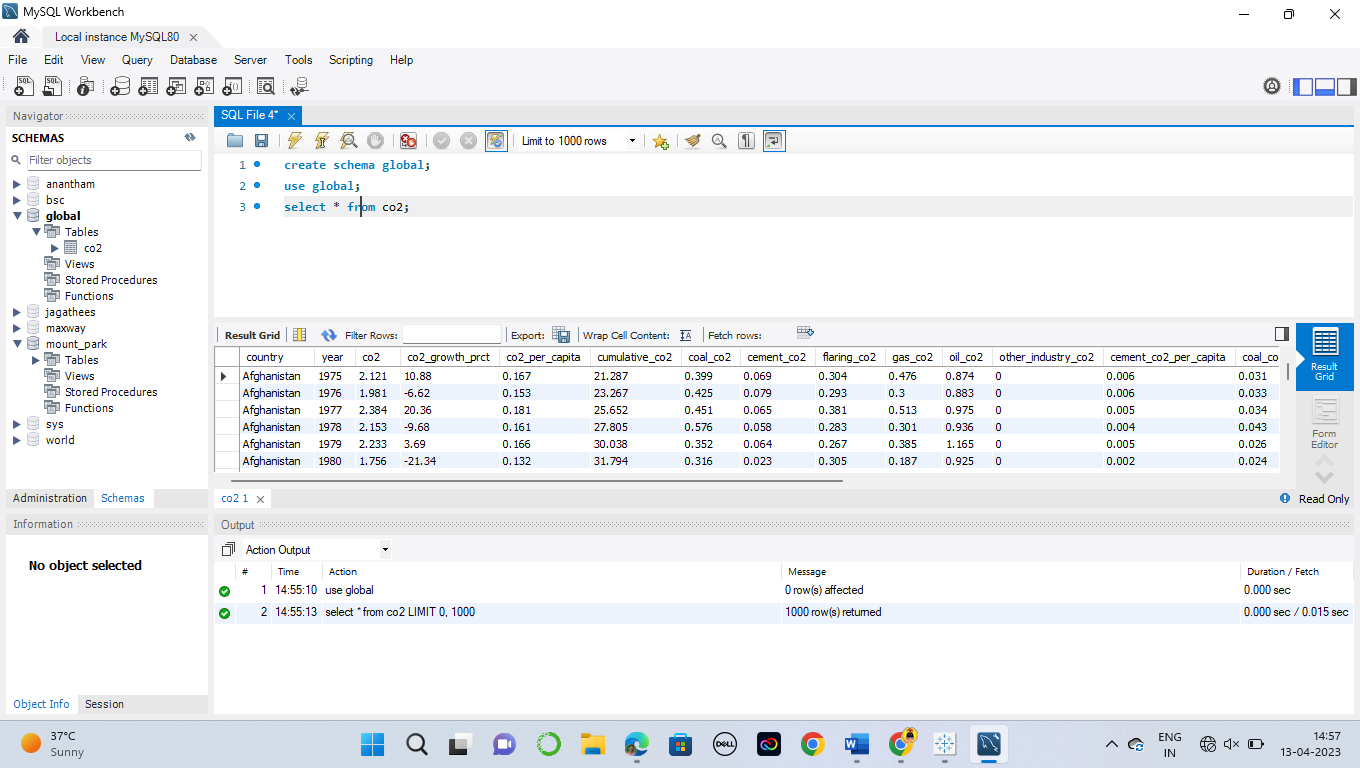 MySQL Workbench
Local instance MySQL80
File Edit View Query Database Server Tools Scripting Help
Navigator
SCHEMAS
Filter objects
anantham
bsc
global
Tables
co2
Views
Stored Procedures
Functions
jagathees
maxway
mount_park
Tables
Views
Stored Procedures
Functions
sys
world
Administration Schemas
Information
No object selected
Object Info Session
SQL File 4*
Limit to 1000 rows
1 create schema global;
2 use global;
3 select * from co2;
Result Grid Filter Rows: Export: Wrap Cell Content: Fetch rows:
country year co2 co2_growth_prct co2_per_capita cumulative_co2 coal_co2 cement_co2 flaring_co2 gas_co2 oil_co2 other_industry_co2 cement_co2_per_capita coal_co
Afghanistan 1975 2.121 10.88 0.167 21.287 0.399 0.069 0.304 0.476 0.874 0 0.006 0.031
Afghanistan 1976 1.981 -6.62 0.153 23.267 0.425 0.079 0.293 0.3 0.883 0 0.006 0.033
Afghanistan 1977 2.384 20.36 0.181 25.652 0.451 0.065 0.381 0.513 0.975 0 0.005 0.034
Afghanistan 1978 2.153 -9.68 0.161 27.805 0.576 0.058 0.283 0.301 0.936 0 0.004 0.043
Afghanistan 1979 2.233 3.69 0.166 30.038 0.352 0.064 0.267 0.385 1.165 0 0.005 0.026
Afghanistan 1980 1.756 -21.34 0.132 31.794 0.316 0.023 0.305 0.187 0.925 0 0.002 0.024
Result
Grid
Form
Editor
co2 1
Read Only
Output
Action Output
# Time Action Message Duration / Fetch
1 14:55:10 use global 0 row(s) affected 0.000 sec
2 14:55:13 select * from co2 LIMIT 0, 1000 1000 row(s) returned 0.000 sec / 0.015 sec
37°C
Sunny
DELL
ENG
IN
14:57
13-04-2023